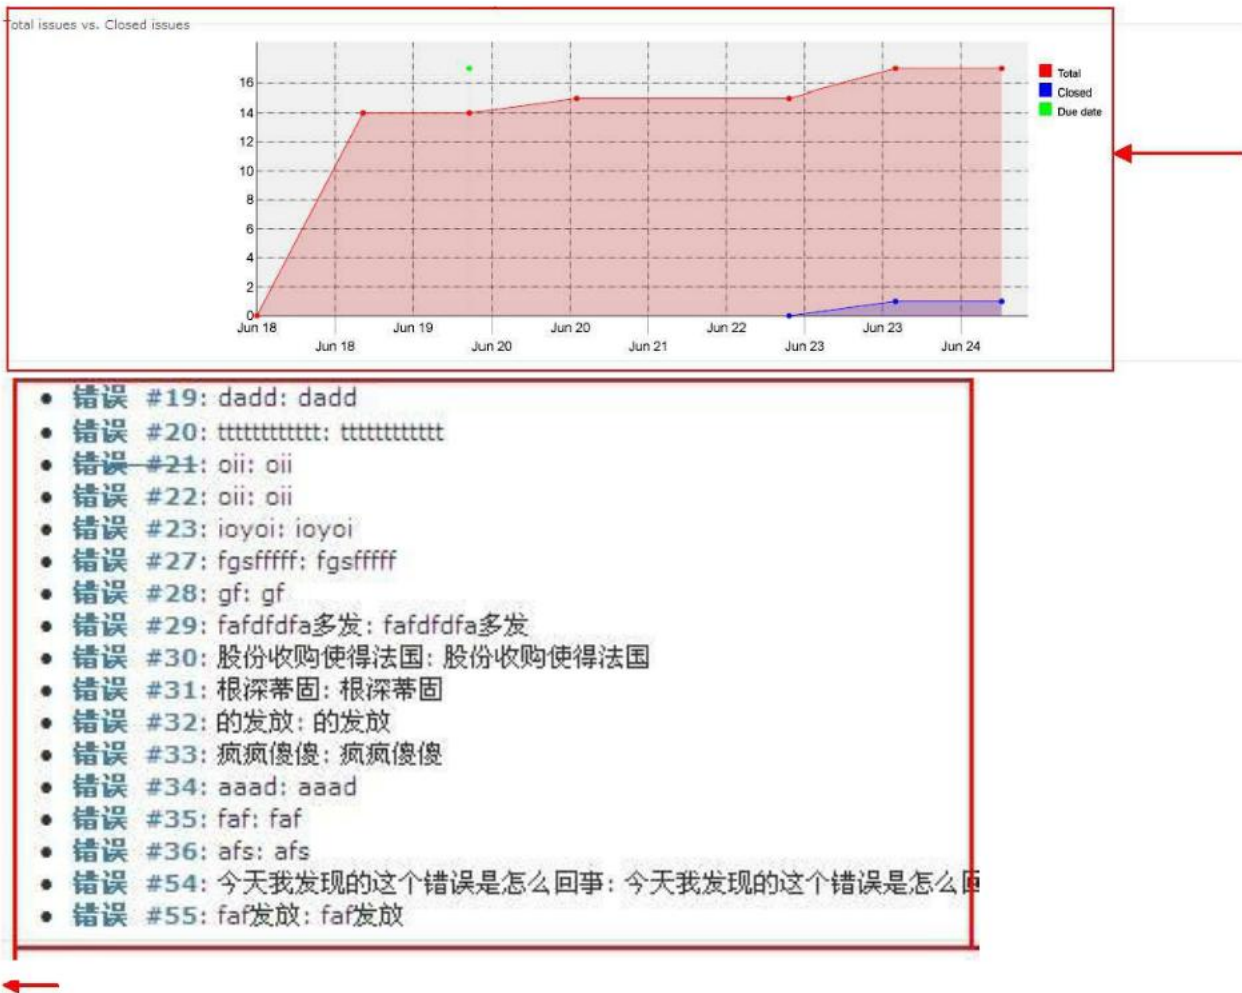 Total issues vs. Closed issues
16
14
12
10
8
6
4
2
0
Total
Closed
Due date
Jun 18 Jun 19 Jun 20 Jun 22 Jun 23
Jun 18 Jun 20 Jun 21 Jun 23 Jun 24
错误 #19: dadd: dadd
错误 #20: tttttttttttt: tttttttttttt
错误 #21: oii: oii
错误 #22: oii: oii
错误 #23: ioyoi: ioyoi
错误 #27: fgsfffff: fgsfffff
错误 #28: gf: gf
错误 #29: fafdfdfa多发: fafdfdfa多发
错误 #30: 股份收购使得法国: 股份收购使得法国
错误 #31: 根深蒂固: 根深蒂固
错误 #32: 的发放: 的发放
错误 #33: 疯疯傻傻: 疯疯傻傻
错误 #34: aaad: aaad
错误 #35: faf: faf
错误 #36: afs: afs
错误 #54: 今天我发现的这个错误是怎么回事: 今天我发现的这个错误是怎么回
错误 #55: faf发放: faf发放